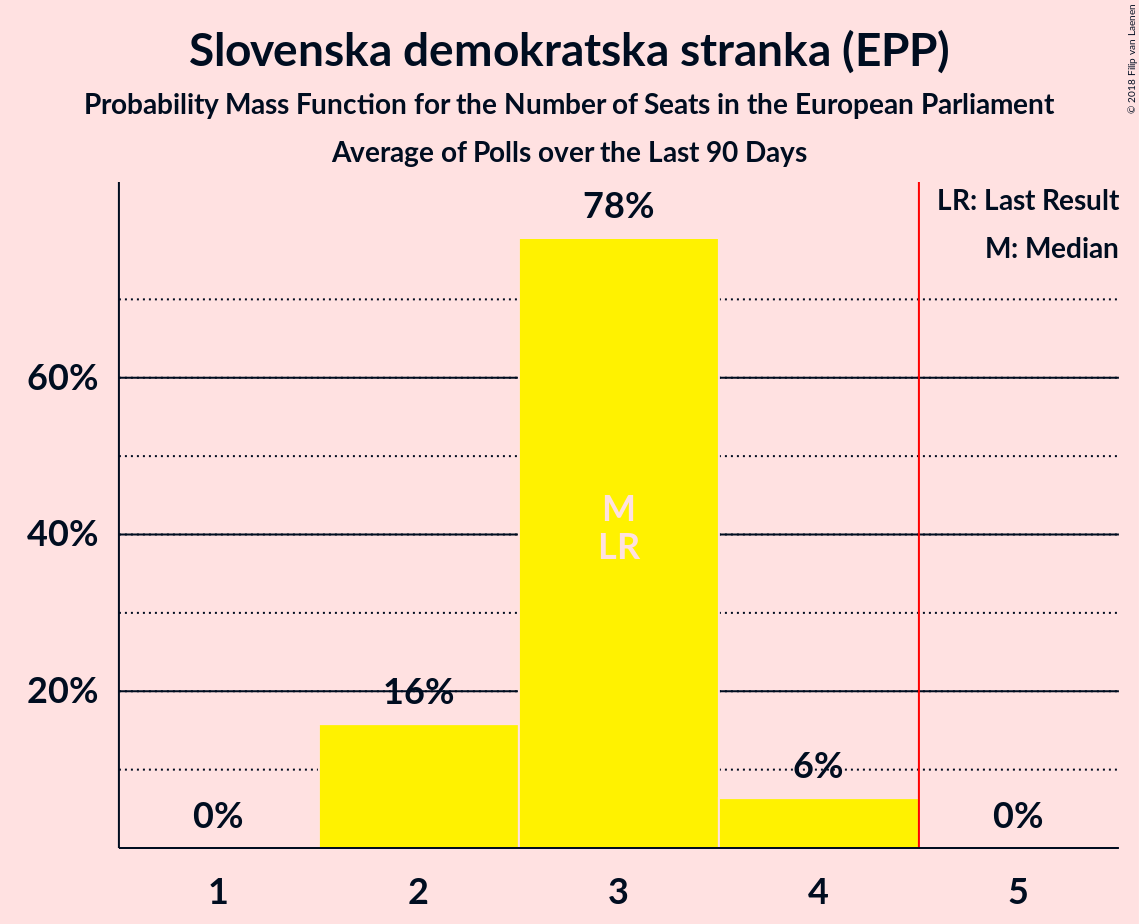 Slovenska demokratska stranka (EPP)
Probability Mass Function for the Number of Seats in the European Parliament
Average of Polls over the Last 90 Days
© 2018 Filip van Laenen
LR: Last Result
M: Median
78%
60%
M
40%
LR
20%
16%
6%
0%
0%
1
2
3
4
5